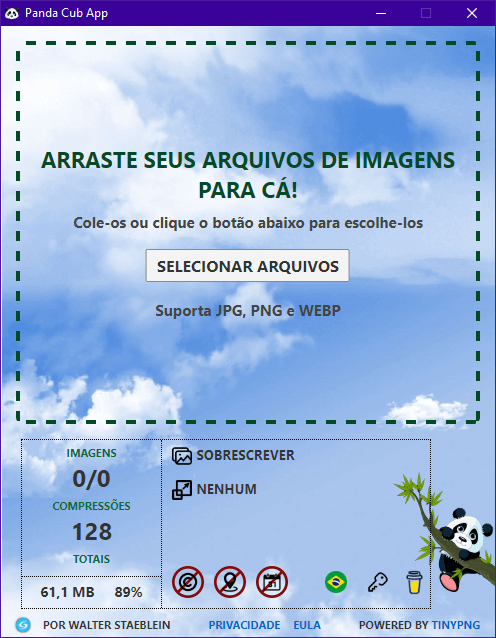 Panda Cub App
ARRASTE SEUS ARQUIVOS DE IMAGENS
PARA CÁ!
Cole-os ou clique o botão abaixo para escolhe-los
SELECIONAR ARQUIVOS
Suporta JPG, PNG e WEBP
IMAGENS
0/0
COMPRESSÕES
128
TOTAIS
61,1 MB 89%
SOBRESCREVER
NENHUM
31
POR WALTER STAEBLEIN PRIVACIDADE EULA POWERED BY TINYPNG